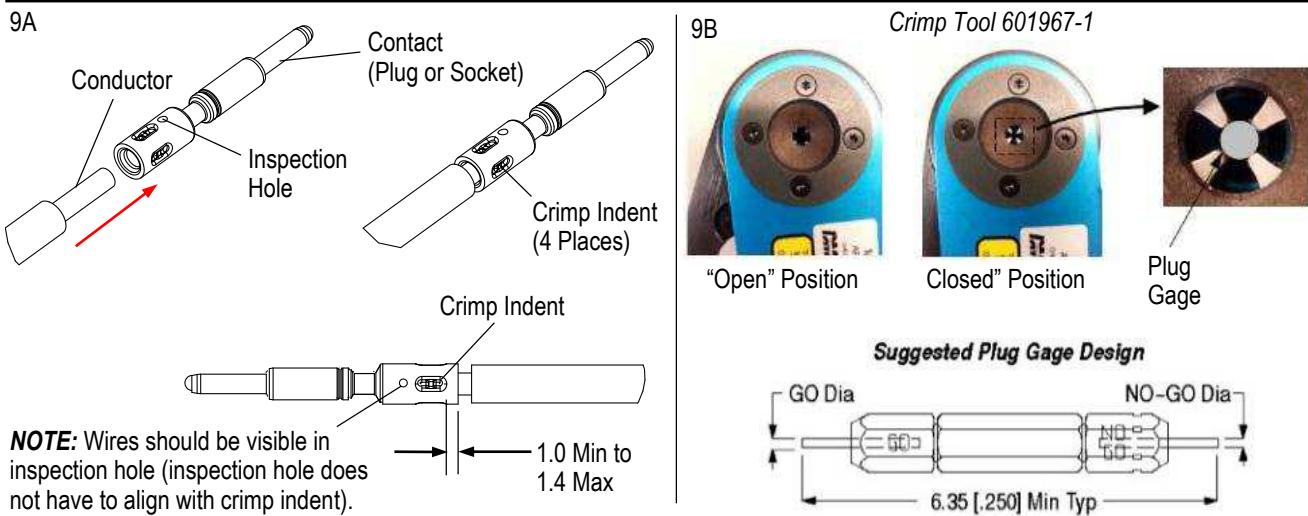 9A
Contact
(Plug or Socket)
Conductor
Inspection
Hole
Crimp Indent
(4 Places)
Crimp Indent
NOTE: Wires should be visible in
inspection hole (inspection hole does
not have to align with crimp indent).
1.0 Min to
1.4 Max
9B
Crimp Tool 601967-1
“Open” Position
Closed” Position
Plug
Gage
Suggested Plug Gage Design
GO Dia
NO-GO Dia
GO
NO
GO
6.35 [.250] Min Typ